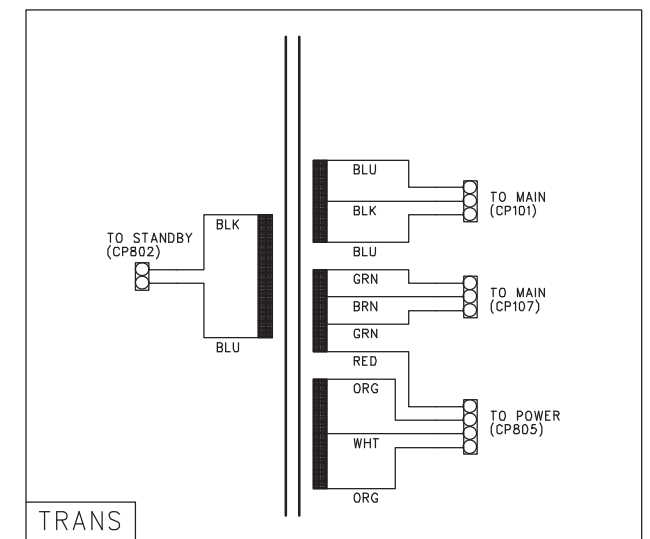 BLU
TO MAIN
(CP101)
BLK
BLK
TO STANDBY
(CP802)
BLU
GRN
TO MAIN
(CP107)
BRN
GRN
BLU
RED
ORG
TO POWER
(CP805)
WHT
ORG
TRANS